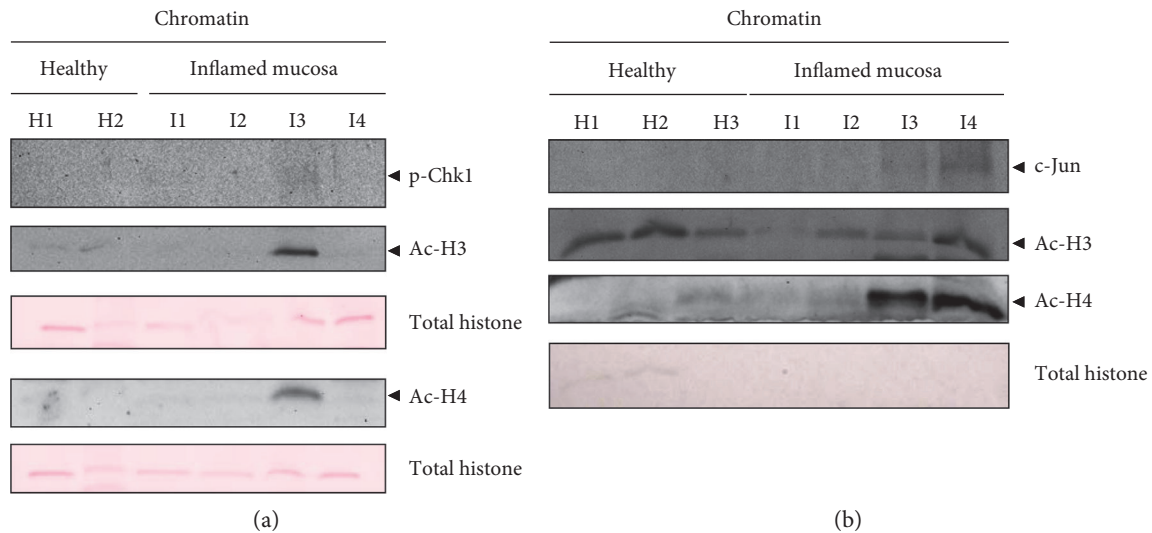 Chromatin
Healthy Inflamed mucosa
H1 H2 I1 I2 I3 I4
p-Chk1
Ac-H3
Total histone
Ac-H4
Total histone
(a)
Chromatin
Healthy Inflamed mucosa
H1 H2 H3 I1 I2 I3 I4
c-Jun
Ac-H3
Ac-H4
Total histone
(b)